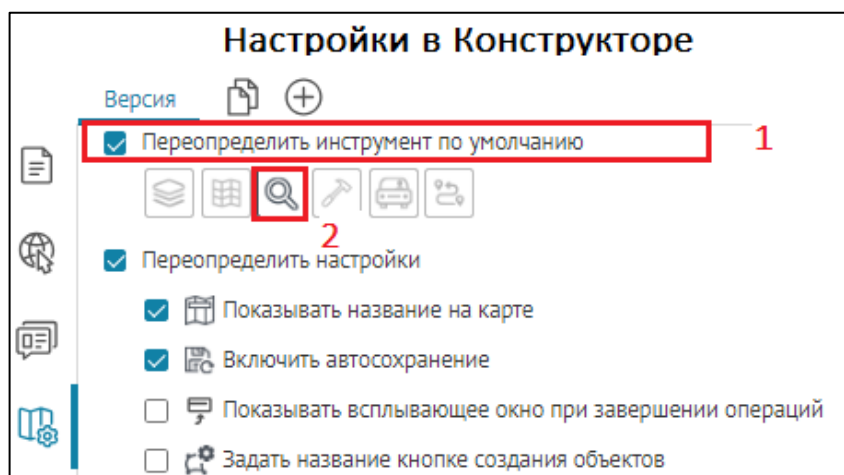 Настройки в Конструкторе
Версия
Переопределить инструмент по умолчанию 1
2
Переопределить настройки
Показывать название на карте
Включить автосохранение
Показывать всплывающее окно при завершении операций
Задать название кнопке создания объектов